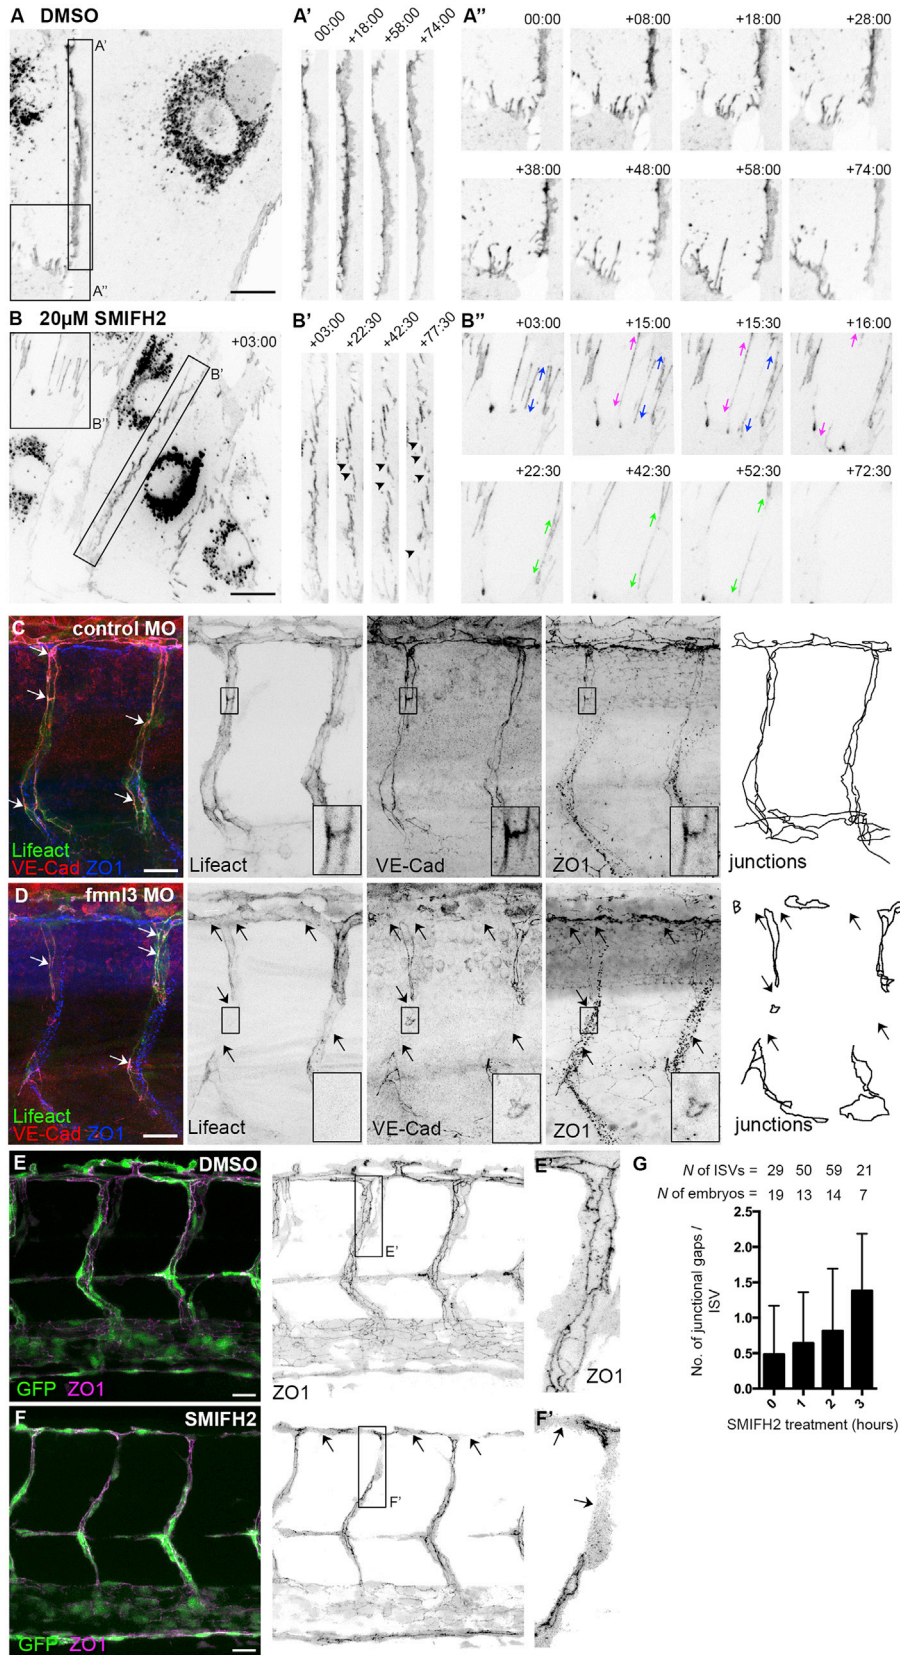 A DMSO
A'
A''
A'
00:00
+18:00
+58:00
+74:00
A''
00:00
+08:00
+18:00
+28:00
+38:00
+48:00
+58:00
+74:00
B 20µM SMIFH2
+03:00
B'
B''
B'
+03:00
+22:30
+42:30
+77:30
B''
+03:00
+15:00
+15:30
+16:00
+22:30
+42:30
+52:30
+72:30
C control MO
Lifeact
VE-Cad ZO1
Lifeact
VE-Cad
ZO1
junctions
D fmnl3 MO
Lifeact
VE-Cad ZO1
Lifeact
VE-Cad
ZO1
junctions
E DMSO
GFP ZO1
E'
ZO1
E'
ZO1
F SMIFH2
GFP ZO1
F'
F'
G
N of ISVs = 29 50 59 21
N of embryos = 19 13 14 7
No. of junctional gaps /
ISV
2.5
2.0
1.5
1.0
0.5
0.0
0 1 2 3
SMIFH2 treatment (hours)